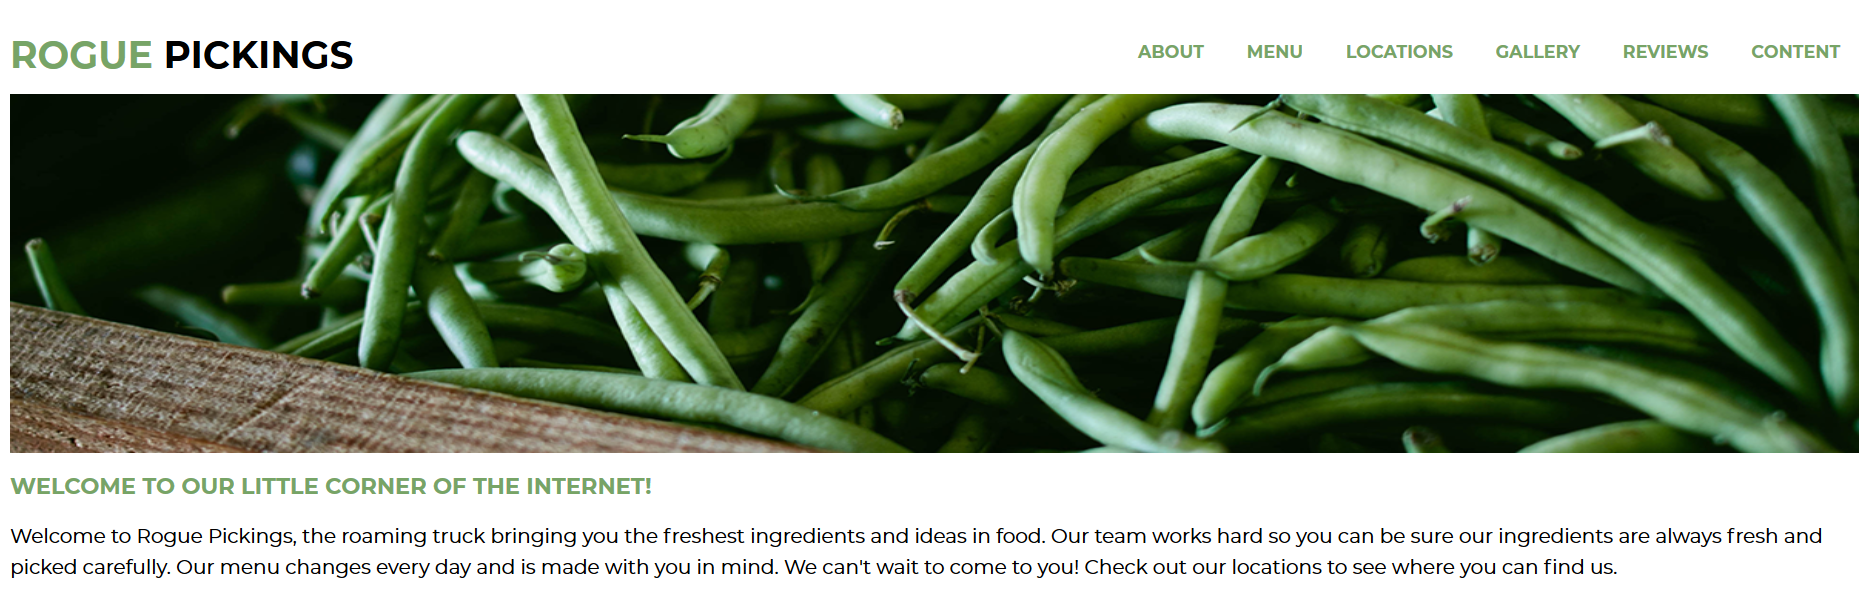 ROGUE PICKINGS
ABOUT MENU LOCATIONS GALLERY REVIEWS CONTENT
WELCOME TO OUR LITTLE CORNER OF THE INTERNET!
Welcome to Rogue Pickings, the roaming truck bringing you the freshest ingredients and ideas in food. Our team works hard so you can be sure our ingredients are always fresh and
picked carefully. Our menu changes every day and is made with you in mind. We can't wait to come to you! Check out our locations to see where you can find us.